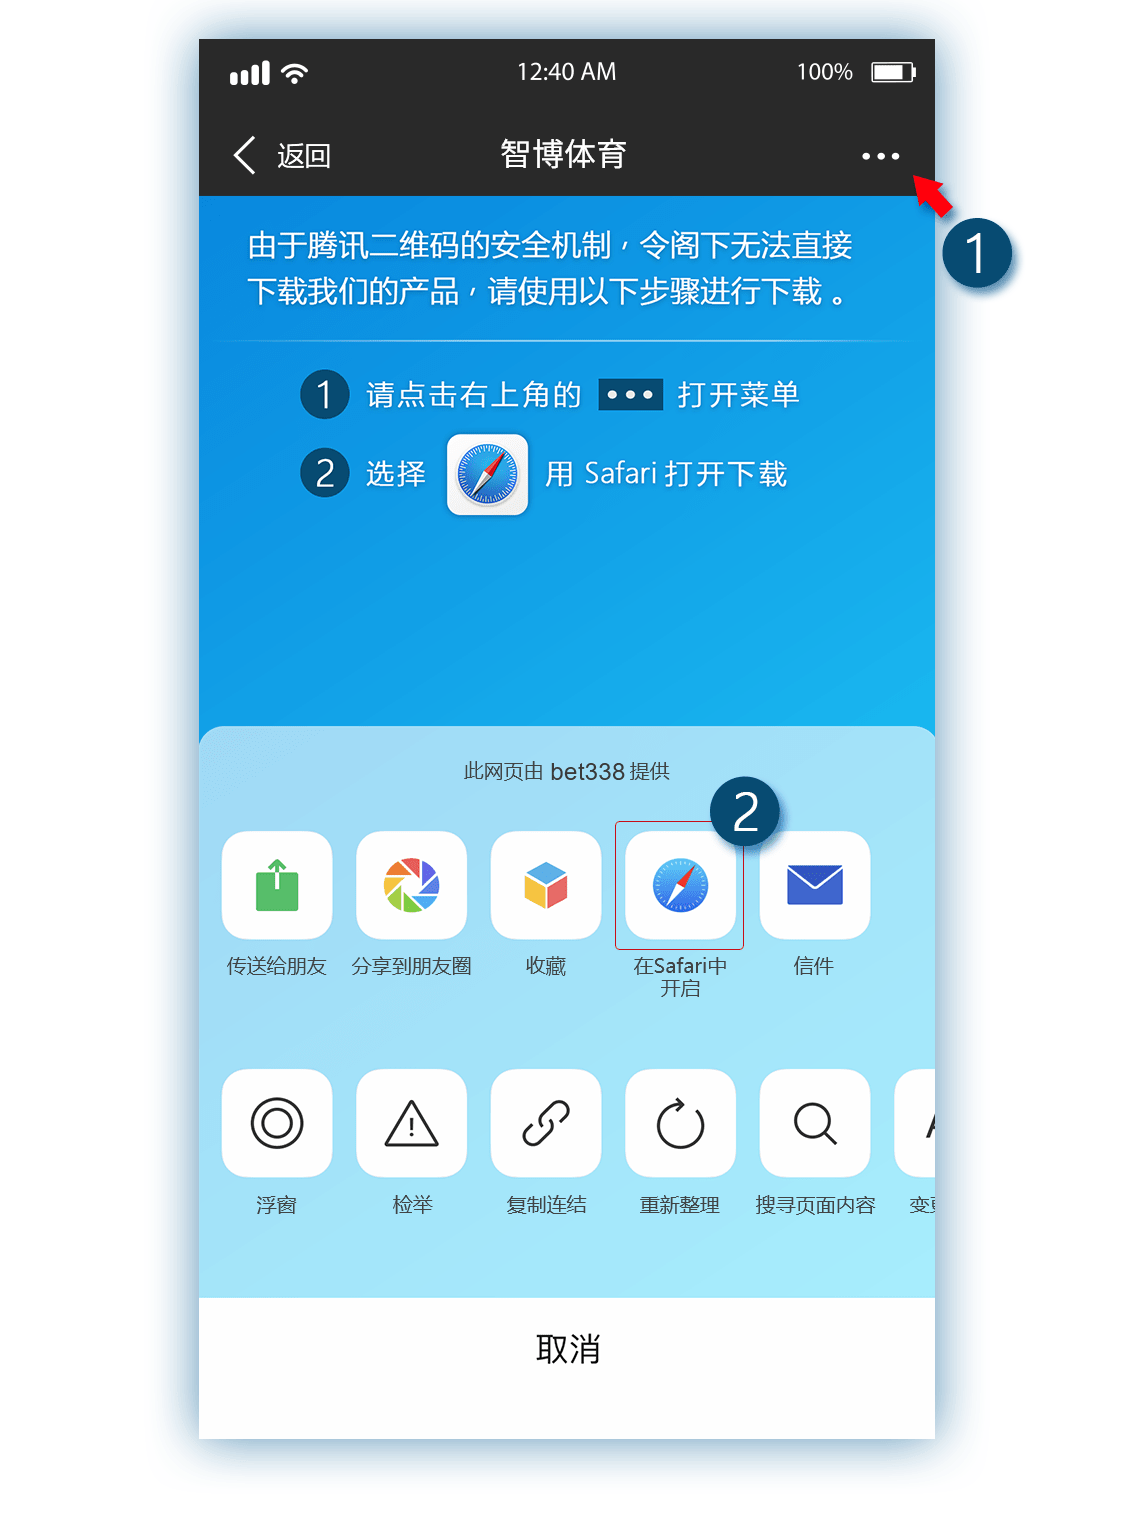 12:40 AM
100%
返回
智博体育
•••
1
由于腾讯二维码的安全机制，令阁下无法直接
下载我们的产品，请使用以下步骤进行下载。
1 请点击右上角的 ••• 打开菜单
2 选择 用 Safari 打开下载
此网页由 bet338 提供
2
传送给朋友
分享到朋友圈
收藏
在Safari中
开启
信件
浮窗
检举
复制连结
重新整理
搜寻页面内容
变
取消